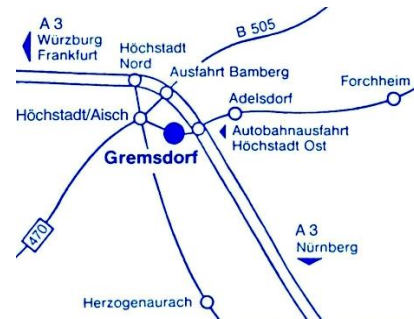 A 3
Würzburg
Frankfurt
Höchstadt
Nord
B 505
Ausfahrt Bamberg
Forchheim
Adelsdorf
Höchstadt/Aisch
Autobahnausfahrt
Höchstadt Ost
Gremsdorf
470
A 3
Nürnberg
Herzogenaurach